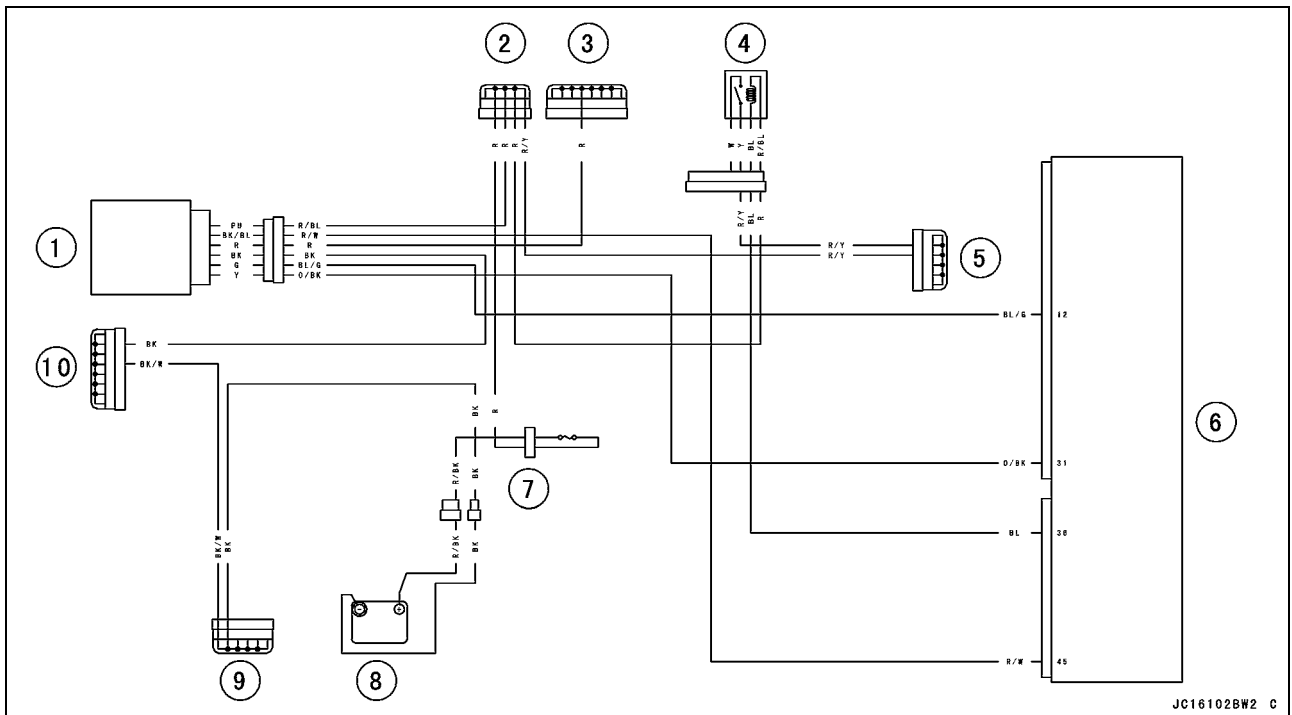 2 3 4
R R R R/Y
R
W Y BL R/BL
R/Y BL R
1
PU R/BL
BK/BL R/W
R R
BK BK
G BL/G
Y O/BK
R/Y
R/Y
5
BL/G 12
10
BK
BK/W
BK R
6
R/BK BK
7
O/BK 31
BK/W BK
R/BK BK
BL 30
9
8
R/W 45
JC16102BW2 C